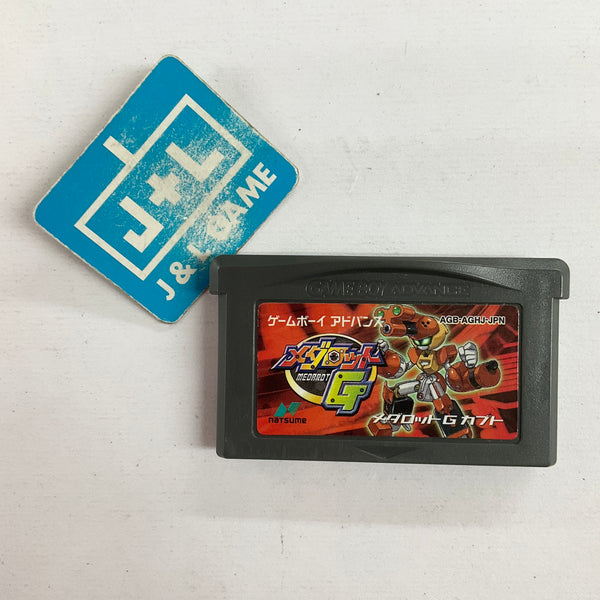 J+L
J & L GAME
GAME BOY ADVANCE
ゲームボーイ アドバンス
AGB-AGHJ-JPN
メダロット
MEDAROT
G
natsume
メダロットG カブト